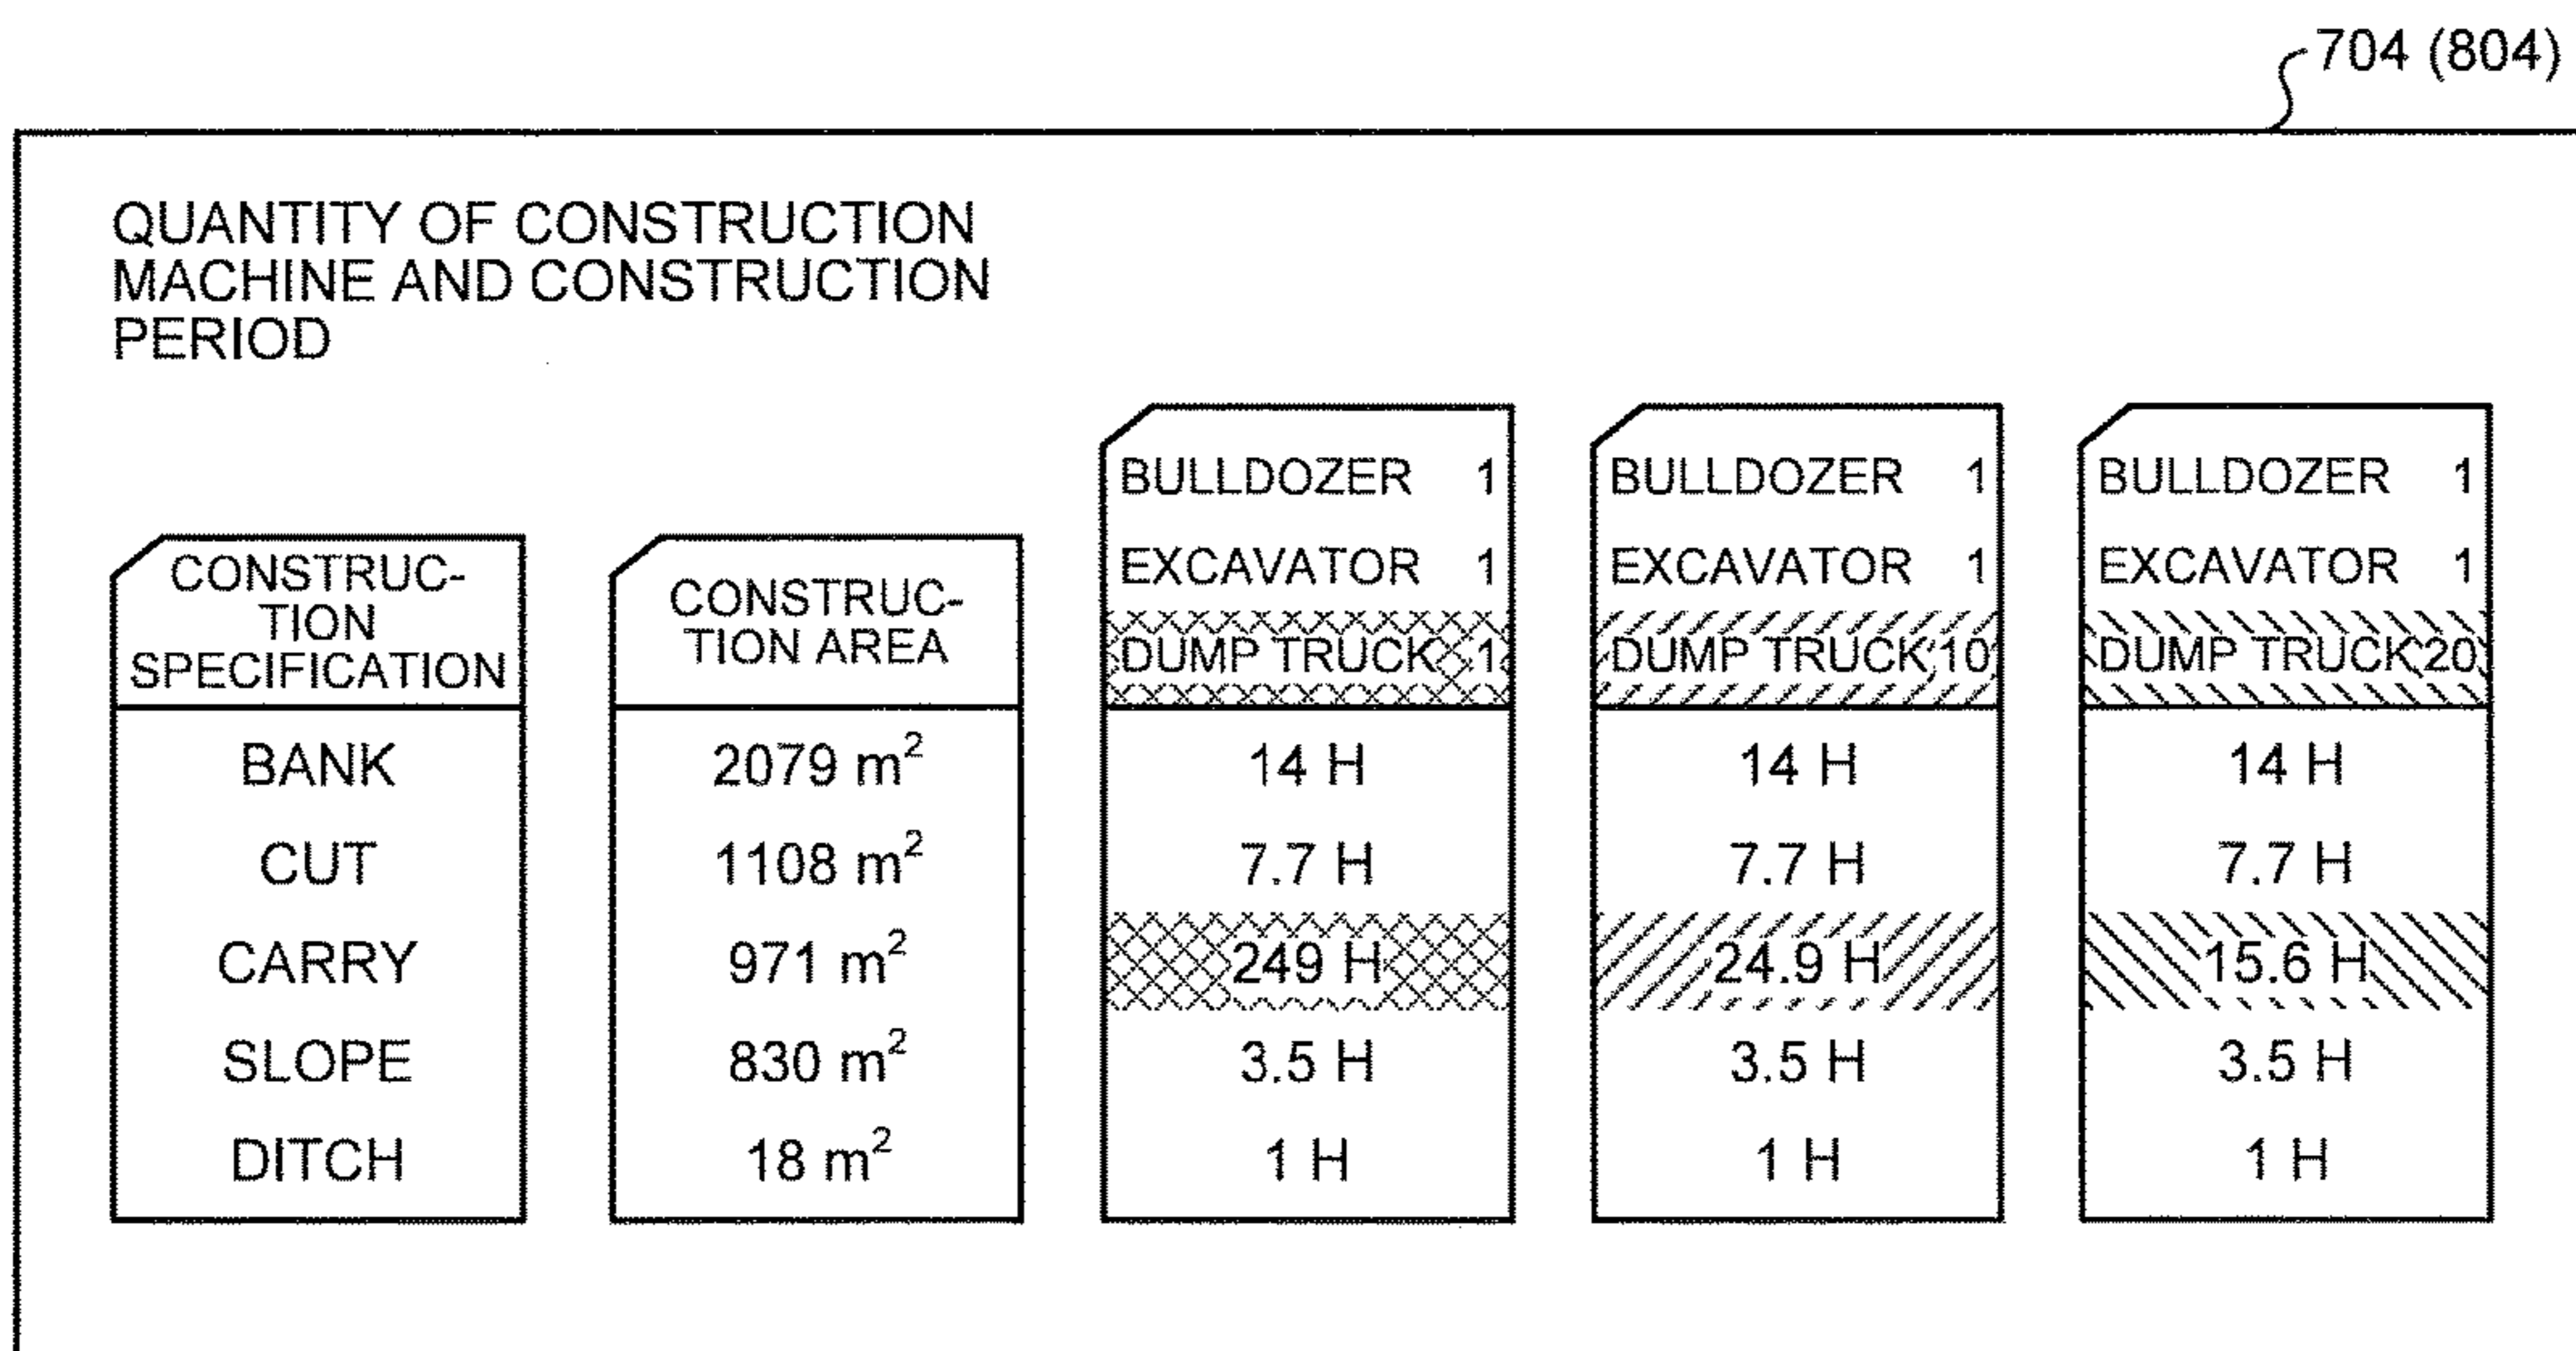 704 (804)
QUANTITY OF CONSTRUCTION
MACHINE AND CONSTRUCTION
PERIOD
CONSTRUC-
TION
SPECIFICATION
BANK
CUT
CARRY
SLOPE
DITCH
CONSTRUC-
TION AREA
2079 m²
1108 m²
971 m²
830 m²
18 m²
BULLDOZER 1
EXCAVATOR 1
DUMP TRUCK 1
14 H
7.7 H
249 H
3.5 H
1 H
BULLDOZER 1
EXCAVATOR 1
DUMP TRUCK 10
14 H
7.7 H
24.9 H
3.5 H
1 H
BULLDOZER 1
EXCAVATOR 1
DUMP TRUCK 20
14 H
7.7 H
15.6 H
3.5 H
1 H